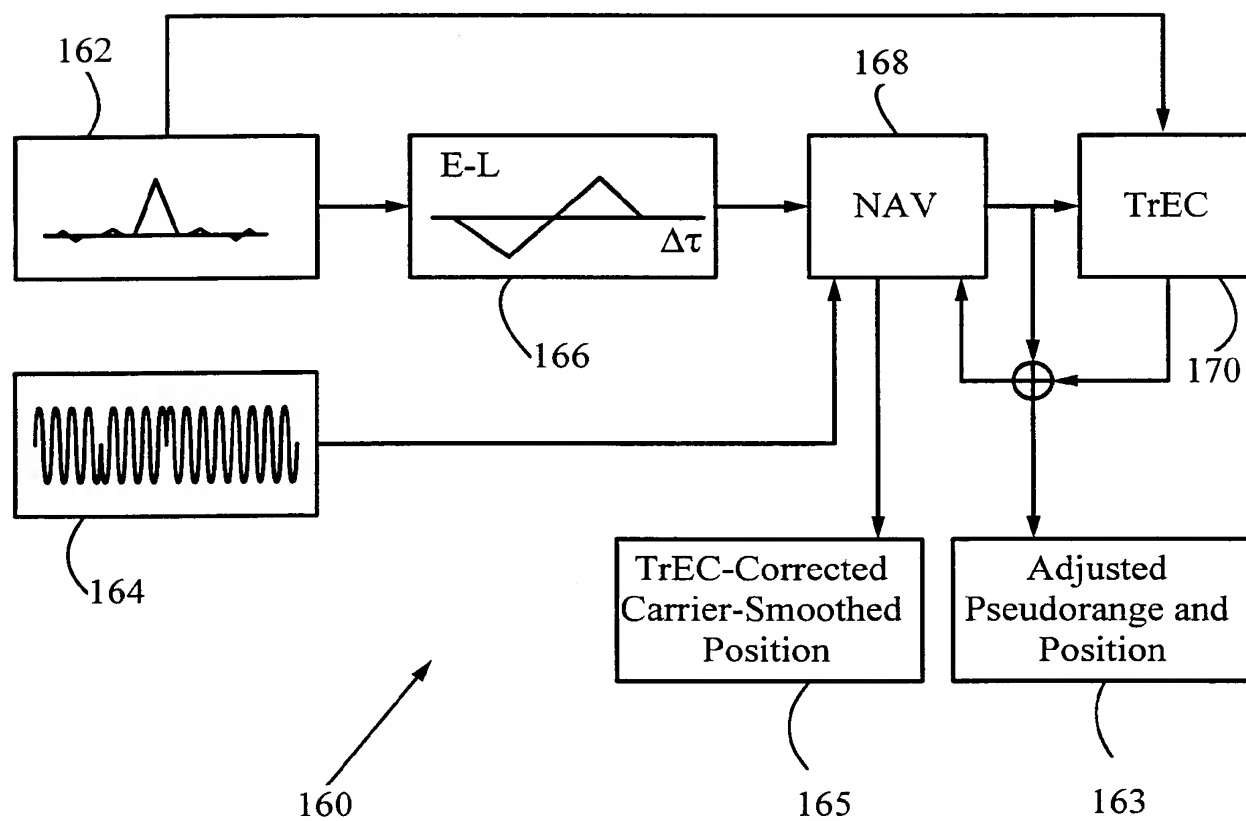 162
168
E-L
Δτ
NAV
TrEC
166
170
164
TrEC-Corrected
Carrier-Smoothed
Position
Adjusted
Pseudorange and
Position
160
165
163